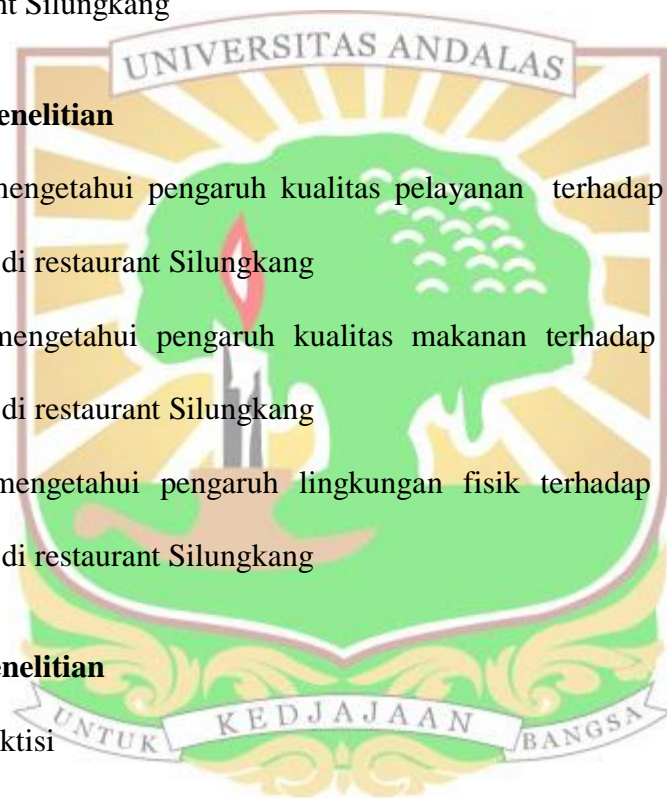 nt Silungkang
UNIVERSITAS ANDALAS
enelitian
mengetahui pengaruh kualitas pelayanan terhadap
di restaurant Silungkang
mengetahui pengaruh kualitas makanan terhadap
di restaurant Silungkang
mengetahui pengaruh lingkungan fisik terhadap
di restaurant Silungkang
enelitian
UNTUK KEDJAJAAN BANGSA
ktisi